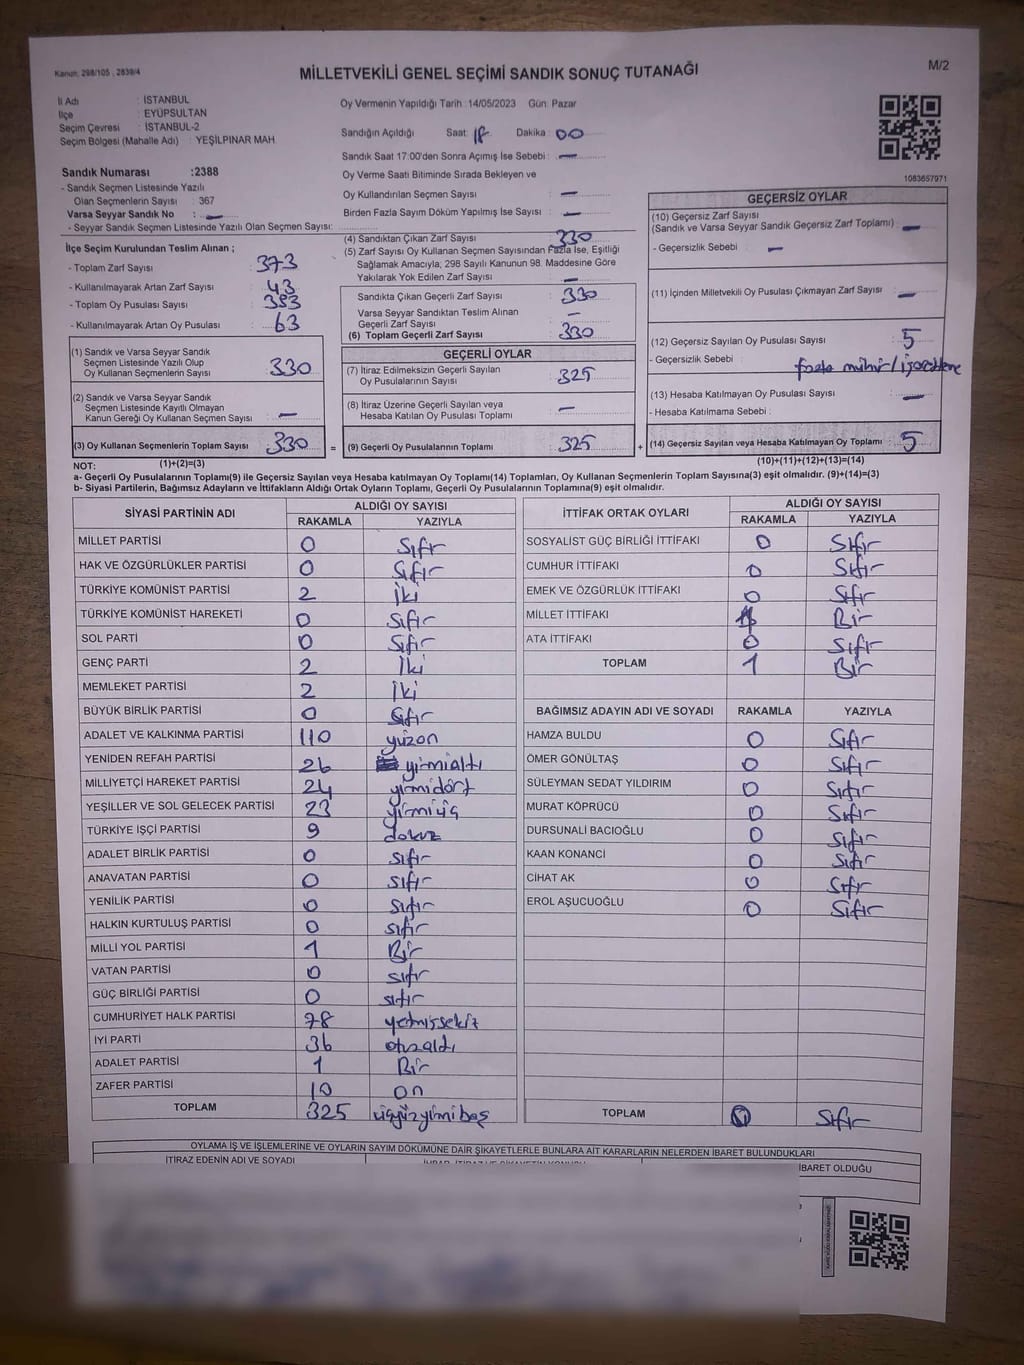 Kanun: 298/105 ; 2839/4
M/2
MİLLETVEKİLİ GENEL SEÇİMİ SANDIK SONUÇ TUTANAĞI
İl Adı : İSTANBUL
İlçe : EYÜPSULTAN
Seçim Çevresi : İSTANBUL-2
Seçim Bölgesi (Mahalle Adı) : YEŞİLPINAR MAH
Sandık Numarası :2388
- Sandık Seçmen Listesinde Yazılı
Olan Seçmenlerin Sayısı : 367
Varsa Seyyar Sandık No : —
- Seyyar Sandık Seçmen Listesinde Yazılı Olan Seçmen Sayısı:
Oy Vermenin Yapıldığı Tarih :14/05/2023 Gün: Pazar
Sandığın Açıldığı Saat: Dakika : 00
Sandık Saat 17:00'den Sonra Açımış İse Sebebi : —
Oy Verme Saati Bitiminde Sırada Bekleyen ve
Oy Kullandırılan Seçmen Sayısı : —
Birden Fazla Sayım Döküm Yapılmış İse Sayısı : —
1083657971
İlçe Seçim Kurulundan Teslim Alınan ;
- Toplam Zarf Sayısı : 373
- Kullanılmayarak Artan Zarf Sayısı : 43
- Toplam Oy Pusulası Sayısı :
- Kullanılmayarak Artan Oy Pusulası : 63
(1) Sandık ve Varsa Seyyar Sandık
Seçmen Listesinde Yazılı Olup
Oy Kullanan Seçmenlerin Sayısı : 330
(2) Sandık ve Varsa Seyyar Sandık
Seçmen Listesinde Kayıtlı Olmayan
Kanun Gereği Oy Kullanan Seçmen Sayısı : —
(3) Oy Kullanan Seçmenlerin Toplam Sayısı : 330 =
(1)+(2)=(3)
(4) Sandıktan Çıkan Zarf Sayısı : 330
(5) Zarf Sayısı Oy Kullanan Seçmen Sayısından Fazla İse, Eşitliği
Sağlamak Amacıyla; 298 Sayılı Kanunun 98. Maddesine Göre
Yakılarak Yok Edilen Zarf Sayısı : —
Sandıkta Çıkan Geçerli Zarf Sayısı : 330
Varsa Seyyar Sandıktan Teslim Alınan
Geçerli Zarf Sayısı : —
(6) Toplam Geçerli Zarf Sayısı : 330
GEÇERLİ OYLAR
(7) İtiraz Edilmeksizin Geçerli Sayılan
Oy Pusulalarının Sayısı : 325
(8) İtiraz Üzerine Geçerli Sayılan veya
Hesaba Katılan Oy Pusulası Toplamı : —
(9) Geçerli Oy Pusulalarının Toplamı : 325 +
GEÇERSİZ OYLAR
(10) Geçersiz Zarf Sayısı
(Sandık ve Varsa Seyyar Sandık Geçersiz Zarf Toplamı) : —
- Geçersizlik Sebebi : —
(11) İçinden Milletvekili Oy Pusulası Çıkmayan Zarf Sayısı : —
(12) Geçersiz Sayılan Oy Pusulası Sayısı : 5
- Geçersizlik Sebebi : fazla mühür/işaretleme
(13) Hesaba Katılmayan Oy Pusulası Sayısı : —
- Hesaba Katılmama Sebebi :
(14) Geçersiz Sayılan veya Hesaba Katılmayan Oy Toplamı : 5
(10)+(11)+(12)+(13)=(14)
NOT:
a- Geçerli Oy Pusulalarının Toplamı(9) ile Geçersiz Sayılan veya Hesaba katılmayan Oy Toplamı(14) Toplamları, Oy Kullanan Seçmenlerin Toplam Sayısına(3) eşit olmalıdır. (9)+(14)=(3)
b- Siyasi Partilerin, Bağımsız Adayların ve İttifakların Aldığı Ortak Oyların Toplamı, Geçerli Oy Pusulalarının Toplamına(9) eşit olmalıdır.
SİYASİ PARTİNİN ADI ALDIĞI OY SAYISI
RAKAMLA YAZIYLA
MİLLET PARTİSİ 0 Sıfır
HAK VE ÖZGÜRLÜKLER PARTİSİ 0 Sıfır
TÜRKİYE KOMÜNİST PARTİSİ 2 İki
TÜRKİYE KOMÜNİST HAREKETİ 0 Sıfır
SOL PARTİ 0 Sıfır
GENÇ PARTİ 2 İki
MEMLEKET PARTİSİ 2 İki
BÜYÜK BİRLİK PARTİSİ 0 Sıfır
ADALET VE KALKINMA PARTİSİ 110 yüzon
YENİDEN REFAH PARTİSİ 26 yirmialtı
MİLLİYETÇİ HAREKET PARTİSİ 24 yirmidört
YEŞİLLER VE SOL GELECEK PARTİSİ 23 yirmiüç
TÜRKİYE İŞÇİ PARTİSİ 9 dokuz
ADALET BİRLİK PARTİSİ 0 sıfır
ANAVATAN PARTİSİ 0 sıfır
YENİLİK PARTİSİ 0 sıfır
HALKIN KURTULUŞ PARTİSİ 0 sıfır
MİLLİ YOL PARTİSİ 1 Bir
VATAN PARTİSİ 0 sıfır
GÜÇ BİRLİĞİ PARTİSİ 0 sıfır
CUMHURİYET HALK PARTİSİ 78 yetmişsekiz
İYİ PARTİ 36 otuzaltı
ADALET PARTİSİ 1 Bir
ZAFER PARTİSİ 10 on
TOPLAM 325 üçyüzyirmibeş
İTTİFAK ORTAK OYLARI ALDIĞI OY SAYISI
RAKAMLA YAZIYLA
SOSYALİST GÜÇ BİRLİĞİ İTTİFAKI 0 Sıfır
CUMHUR İTTİFAKI 0 Sıfır
EMEK VE ÖZGÜRLÜK İTTİFAKI 0 Sıfır
MİLLET İTTİFAKI 1 Bir
ATA İTTİFAKI 0 Sıfır
TOPLAM 1 Bir
BAĞIMSIZ ADAYIN ADI VE SOYADI RAKAMLA YAZIYLA
HAMZA BULDU 0 Sıfır
ÖMER GÖNÜLTAŞ 0 Sıfır
SÜLEYMAN SEDAT YILDIRIM 0 Sıfır
MURAT KÖPRÜCÜ 0 Sıfır
DURSUNALİ BACIOĞLU 0 Sıfır
KAAN KONANCİ 0 Sıfır
CİHAT AK 0 Sıfır
EROL AŞUCUOĞLU 0 Sıfır
TOPLAM 0 Sıfır
OYLAMA İŞ VE İŞLEMLERİNE VE OYLARIN SAYIM DÖKÜMÜNE DAİR ŞİKAYETLERLE BUNLARA AİT KARARLARIN NELERDEN İBARET BULUNDUKLARI
İTİRAZ EDENİN ADI VE SOYADI
İBARET OLDUĞU